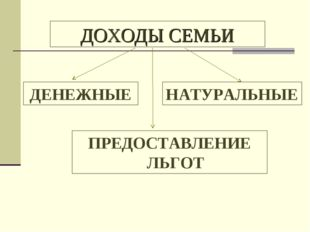 ДОХОДЫ СЕМЬИ
ДЕНЕЖНЫЕ
НАТУРАЛЬНЫЕ
ПРЕДОСТАВЛЕНИЕ
ЛЬГОТ